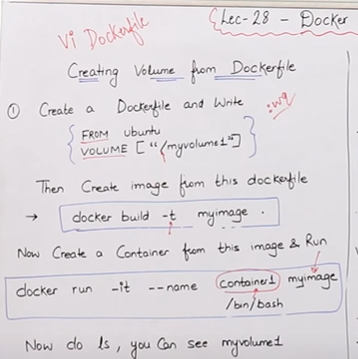 Vi Dockerfile
Lec-28 - Docker
Creating Volume from Dockerfile
① Create a Dockerfile and Write
:wq
FROM ubuntu
VOLUME ["/myvolume1"]
Then Create image from this dockerfile
→ docker build -t myimage .
Now Create a Container from this image & Run
docker run -it --name container1 myimage
/bin/bash
Now do ls, you Can see myvolume1